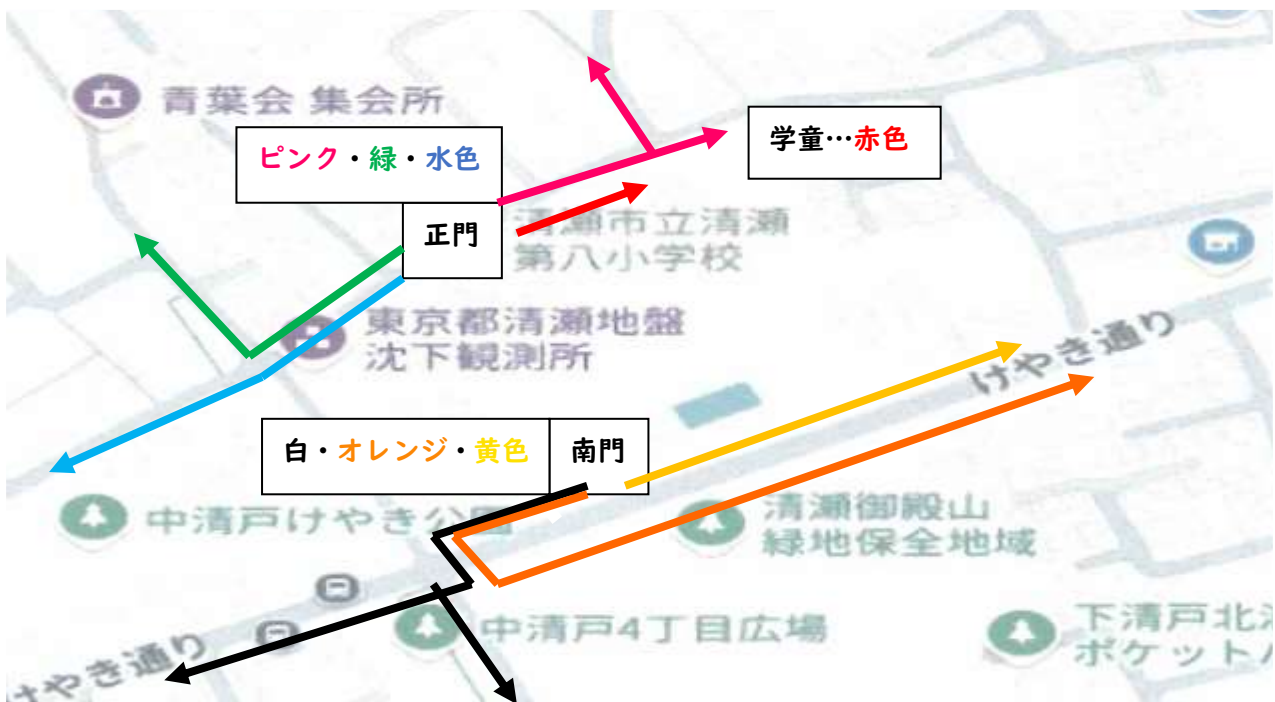 青葉会 集会所
ピンク・緑・水色
学童…赤色
正門
清瀬市立清瀬
第八小学校
東京都清瀬地盤
沈下観測所
けやき通り
白・オレンジ・黄色
南門
中清戸けやき公園
清瀬御殿山
緑地保全地域
中清戸4丁目広場
下清戸北
ポケット
けやき通り